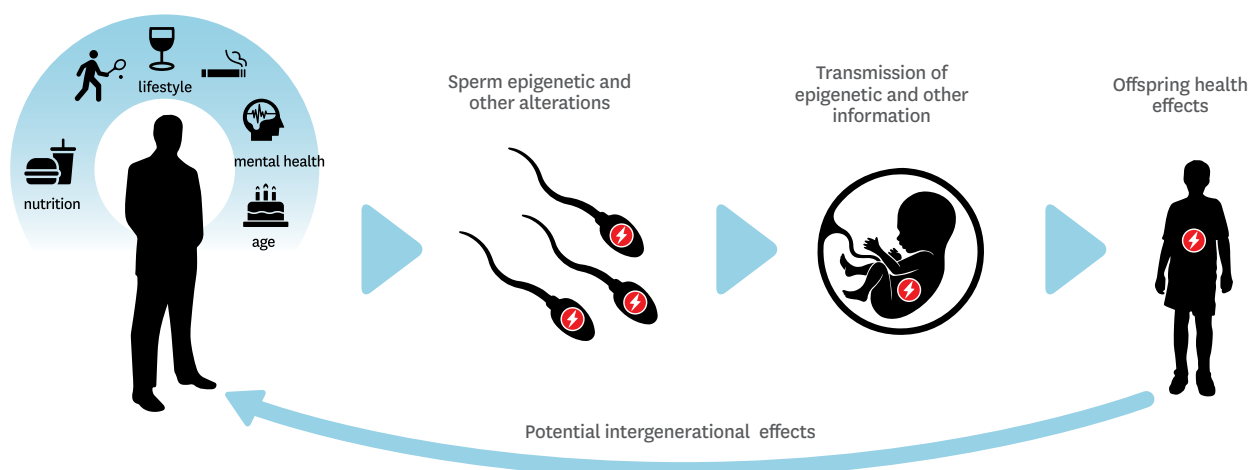 lifestyle
mental health
nutrition
age
Sperm epigenetic and
other alterations
Transmission of
epigenetic and other
information
Offspring health
effects
Potential intergenerational effects